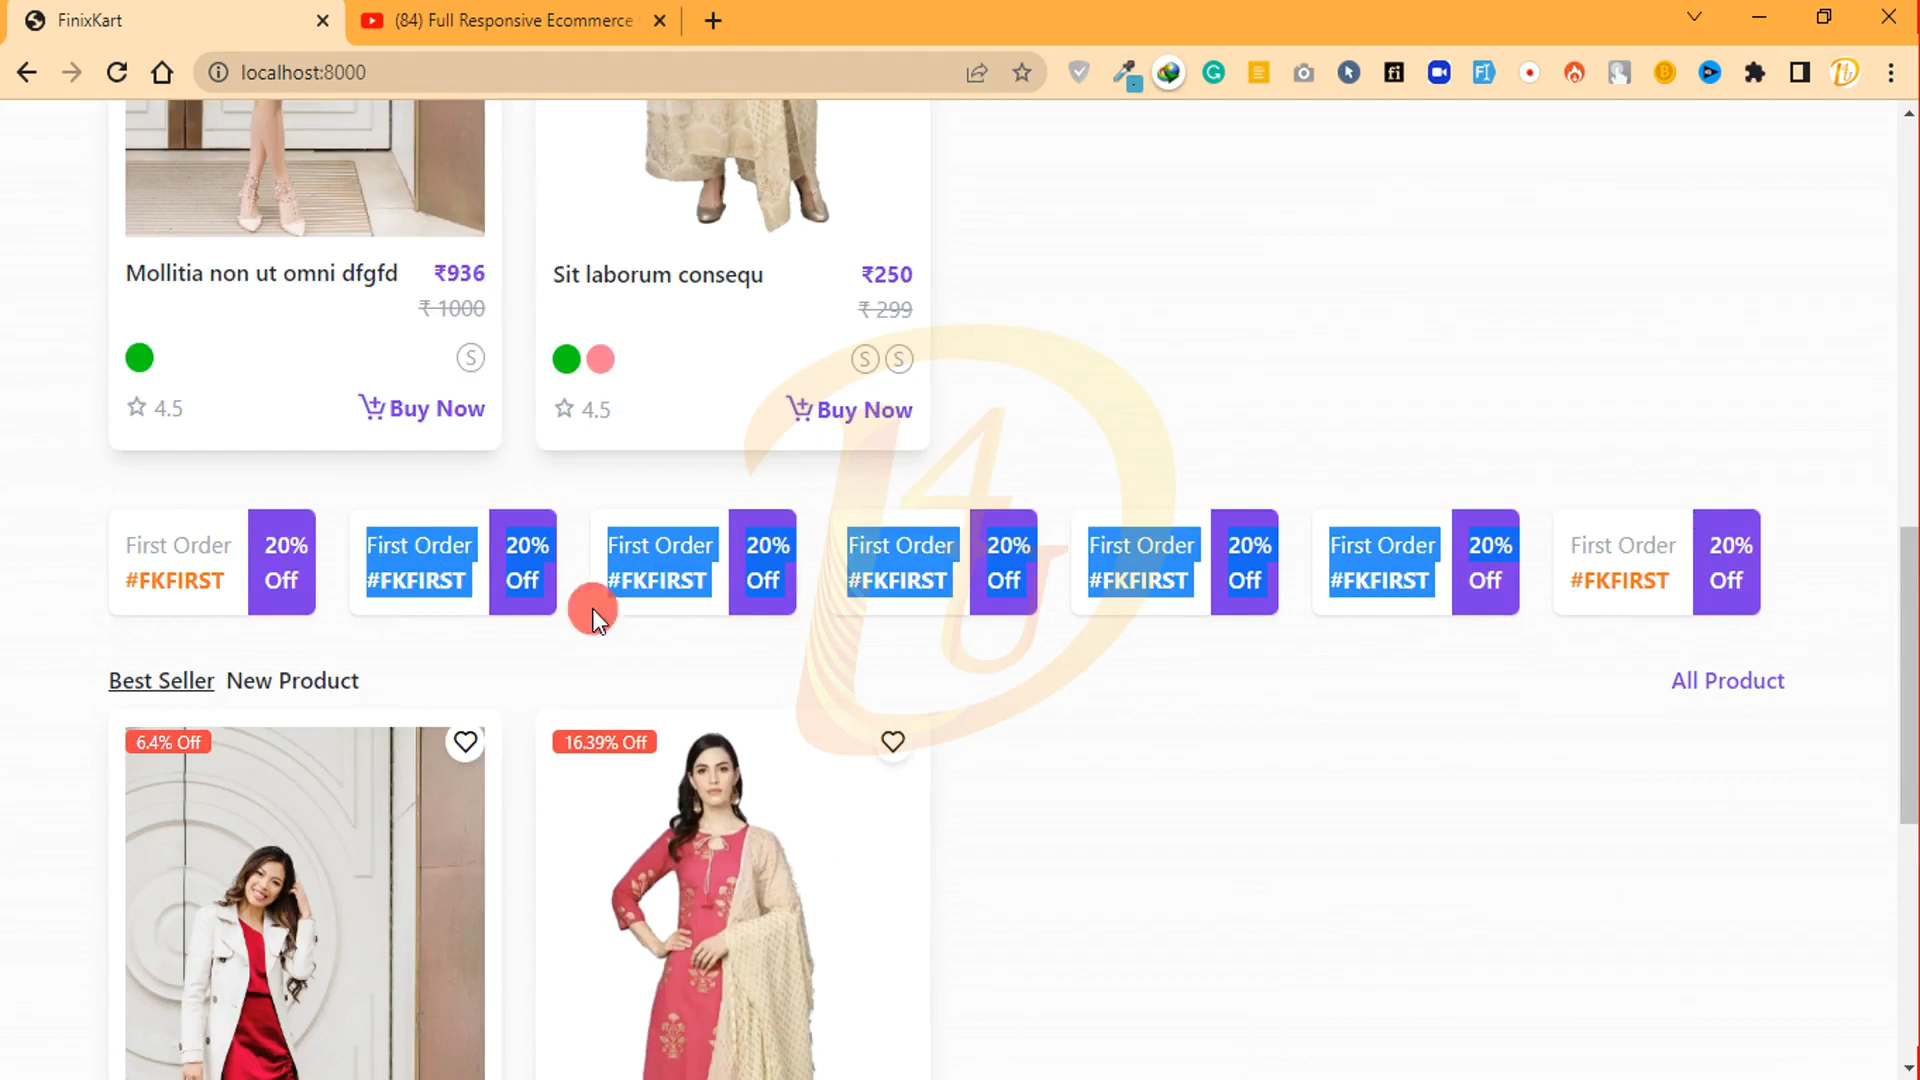 FinixKart
(84) Full Responsive Ecommerce
localhost:8000
Mollitia non ut omni dfgfd ₹936
₹ 1000
S
4.5 Buy Now
Sit laborum consequ ₹250
₹ 299
S S
4.5 Buy Now
First Order 20%
#FKFIRST Off
First Order 20%
#FKFIRST Off
First Order 20%
#FKFIRST Off
First Order 20%
#FKFIRST Off
First Order 20%
#FKFIRST Off
First Order 20%
#FKFIRST Off
First Order 20%
#FKFIRST Off
Best Seller New Product All Product
6.4% Off
16.39% Off
4U